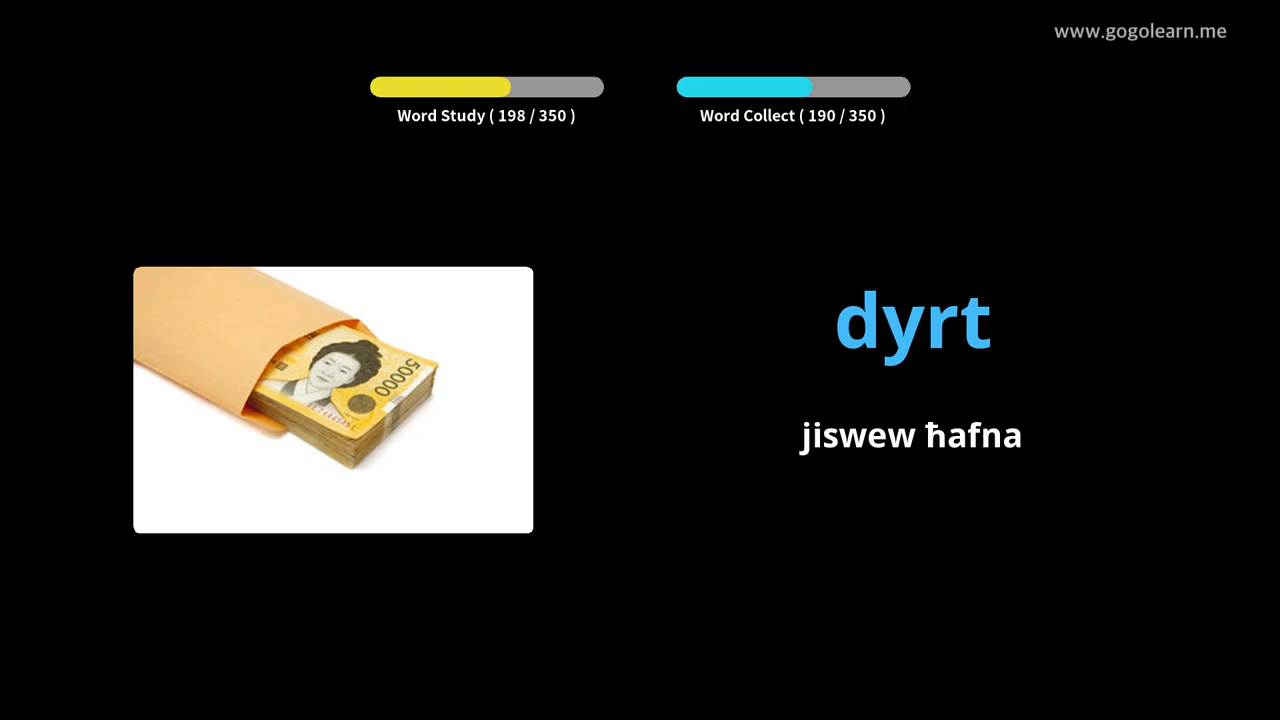 www.gogolearn.me
Word Study ( 198 / 350 )
Word Collect ( 190 / 350 )
50000
dyrt
jiswew ħafna